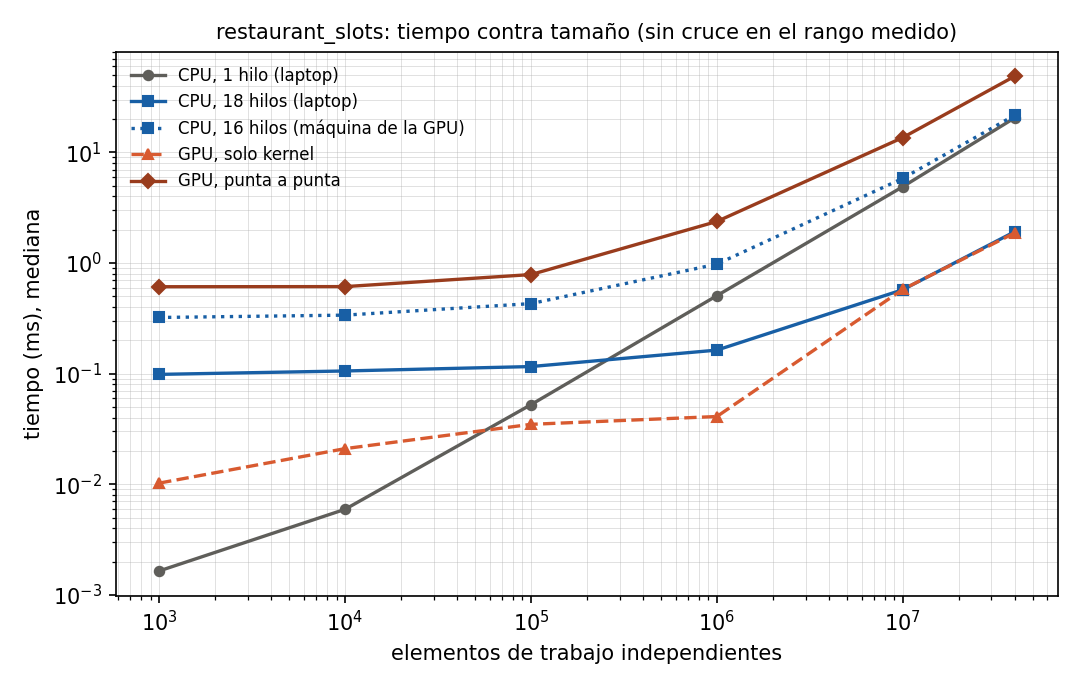 restaurant_slots: tiempo contra tamaño (sin cruce en el rango medido)
CPU, 1 hilo (laptop)
CPU, 18 hilos (laptop)
CPU, 16 hilos (máquina de la GPU)
GPU, solo kernel
GPU, punta a punta
tiempo (ms), mediana
10¹
10⁰
10⁻¹
10⁻²
10⁻³
10³ 10⁴ 10⁵ 10⁶ 10⁷
elementos de trabajo independientes